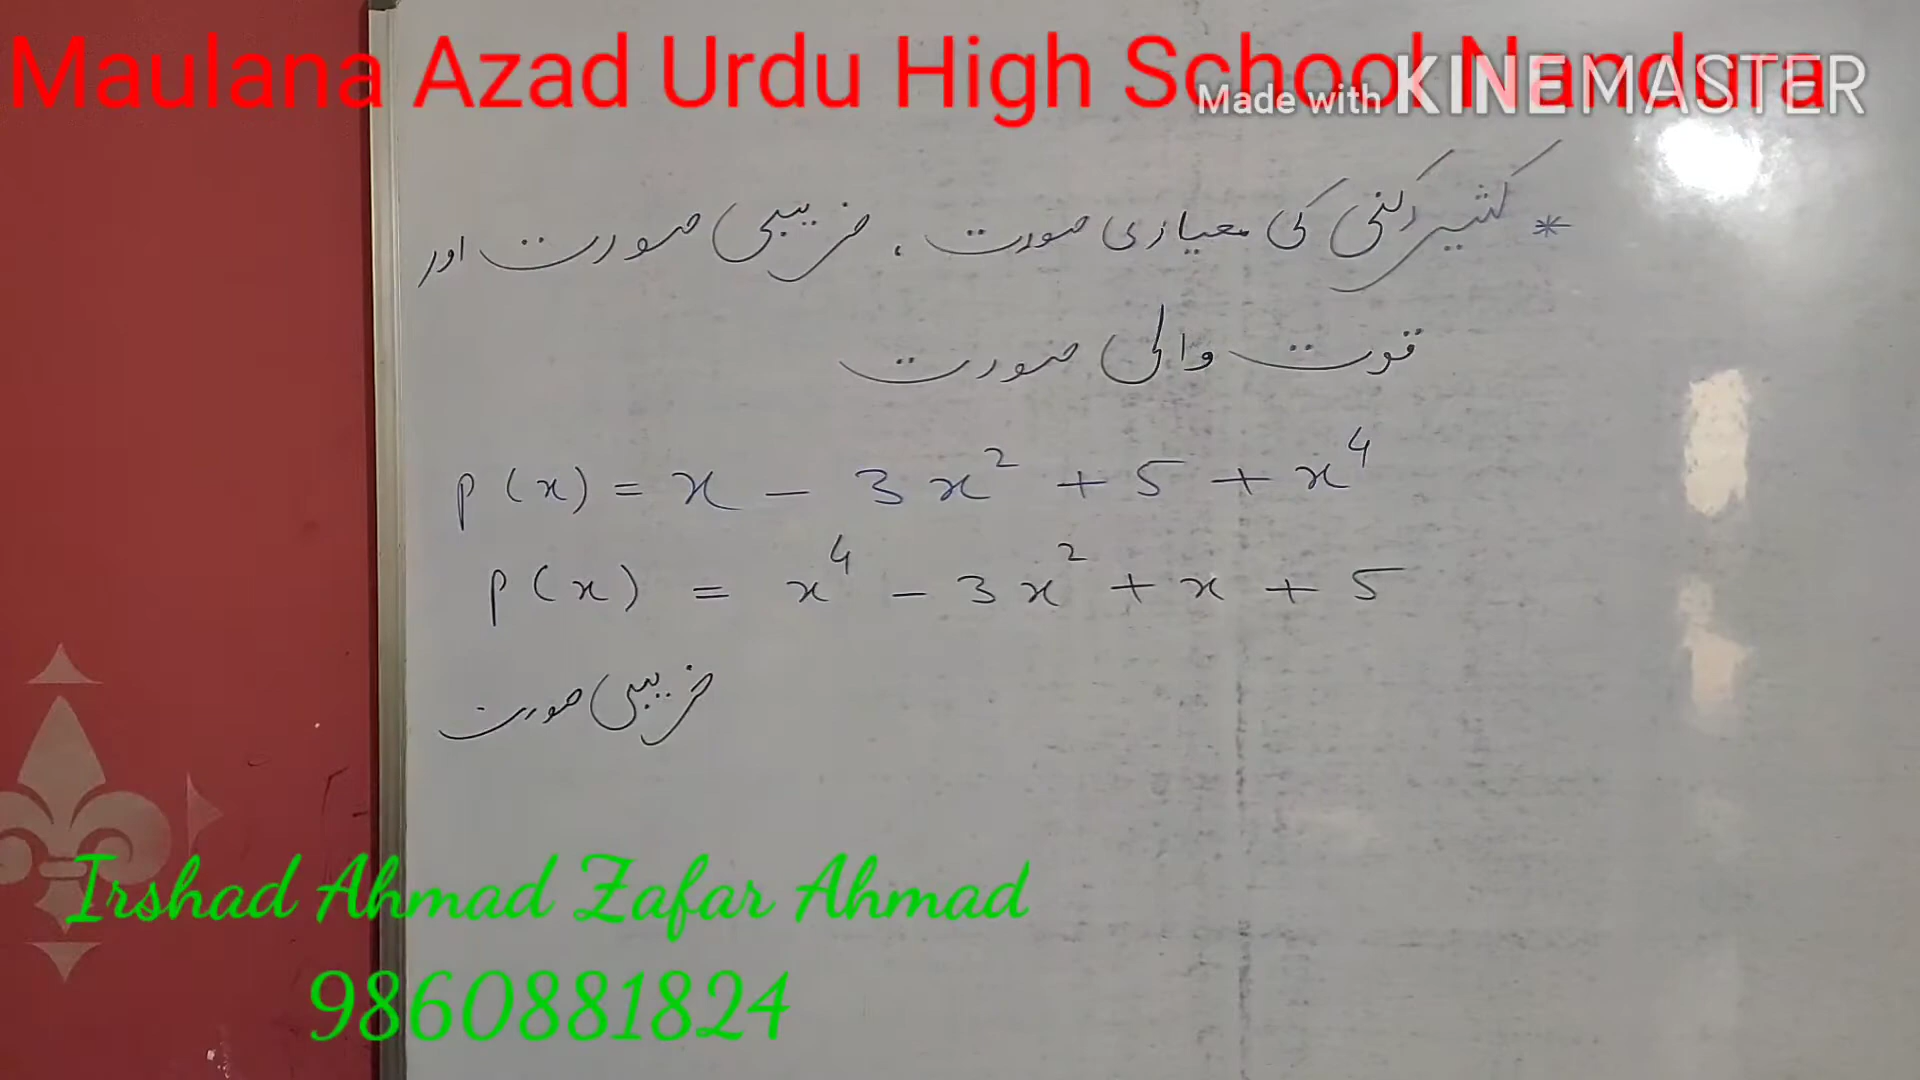 Maulana Azad Urdu High School Nandura
Made with KINEMASTER
* کثیر رکنی کی معیاری صورت ، ضریبی صورت اور
قوت والی صورت
p(x) = x - 3x² + 5 + x⁴
p(x) = x⁴ - 3x² + x + 5
ضریبی صورت
Irshad Ahmad Zafar Ahmad
9860881824